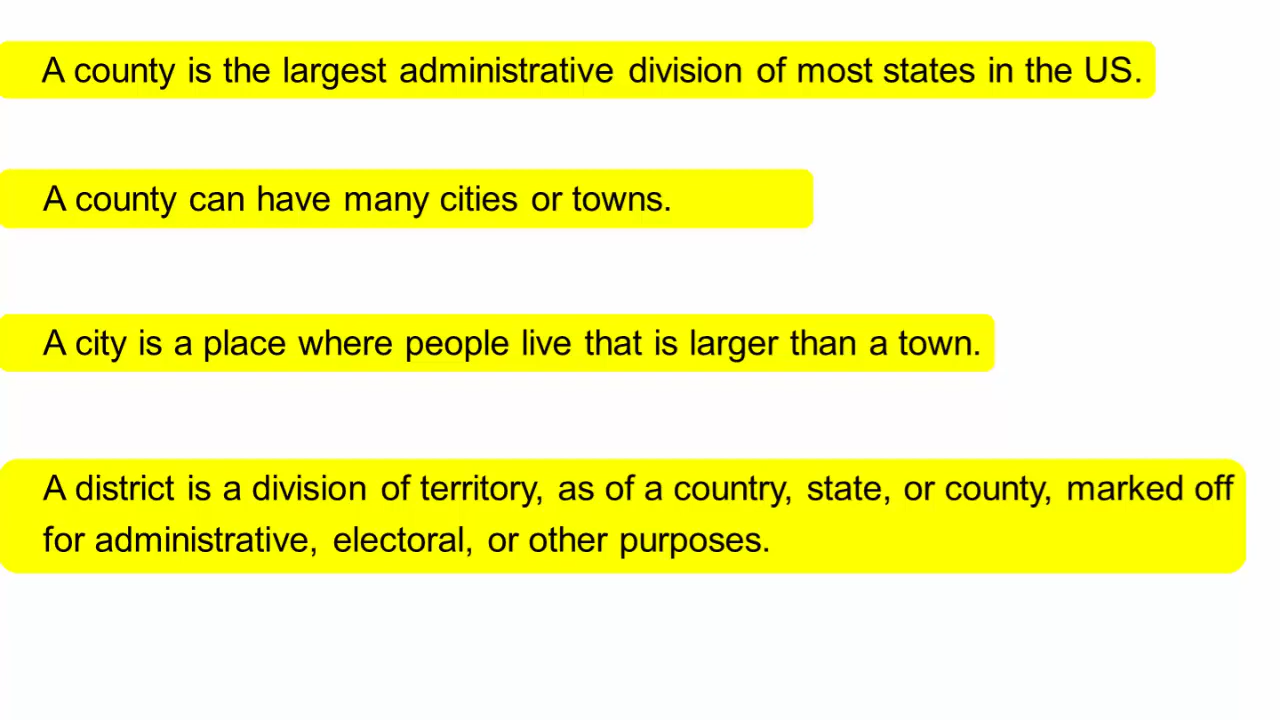 A county is the largest administrative division of most states in the US.
A county can have many cities or towns.
A city is a place where people live that is larger than a town.
A district is a division of territory, as of a country, state, or county, marked off
for administrative, electoral, or other purposes.